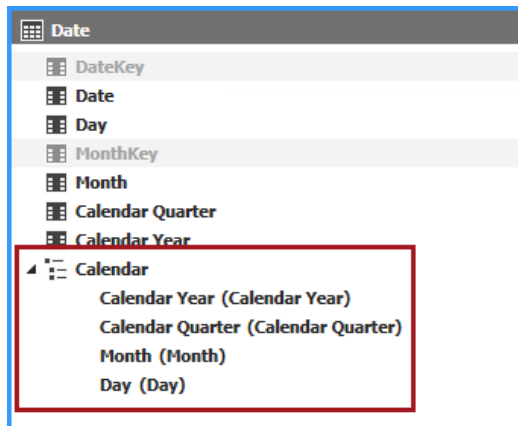 Date
DateKey
Date
Day
MonthKey
Month
Calendar Quarter
Calendar Year
Calendar
Calendar Year (Calendar Year)
Calendar Quarter (Calendar Quarter)
Month (Month)
Day (Day)